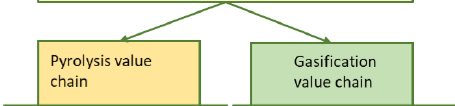 Pyrolysis value
chain
Gasification
value chain